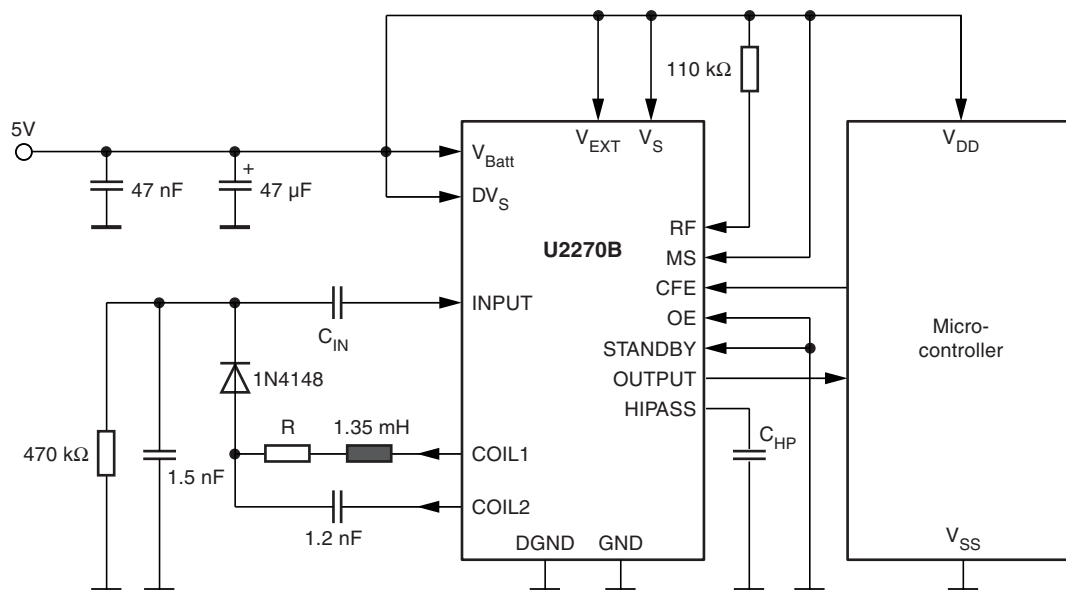 110 kΩ
5V
V_EXT
V_S
V_DD
V_Batt
47 nF
+
47 µF
DV_S
RF
U2270B
MS
CFE
INPUT
OE
C_IN
STANDBY
Micro-
controller
1N4148
OUTPUT
HIPASS
R
1.35 mH
C_HP
470 kΩ
1.5 nF
COIL1
COIL2
1.2 nF
DGND
GND
V_SS